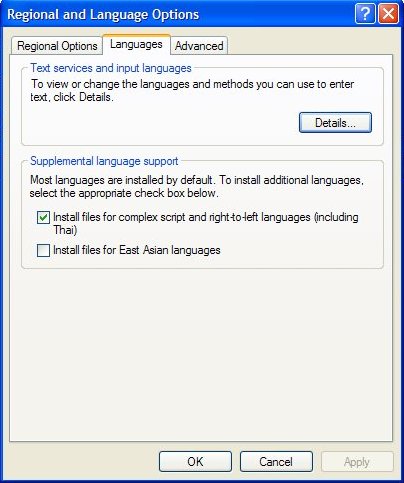 Regional and Language Options
Regional Options
Languages
Advanced
Text services and input languages
To view or change the languages and methods you can use to enter
text, click Details.
Details...
Supplemental language support
Most languages are installed by default. To install additional languages,
select the appropriate check box below.
Install files for complex script and right-to-left languages (including
Thai)
Install files for East Asian languages
OK
Cancel
Apply